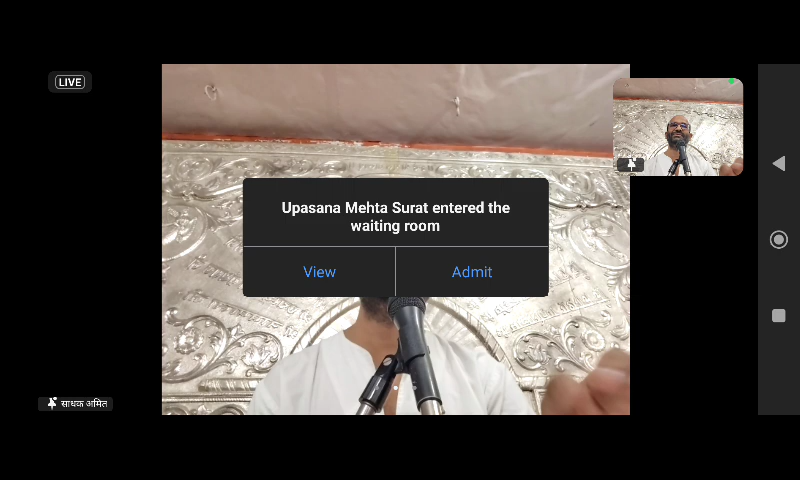 LIVE
Upasana Mehta Surat entered the
waiting room
View
Admit
साधक अमित